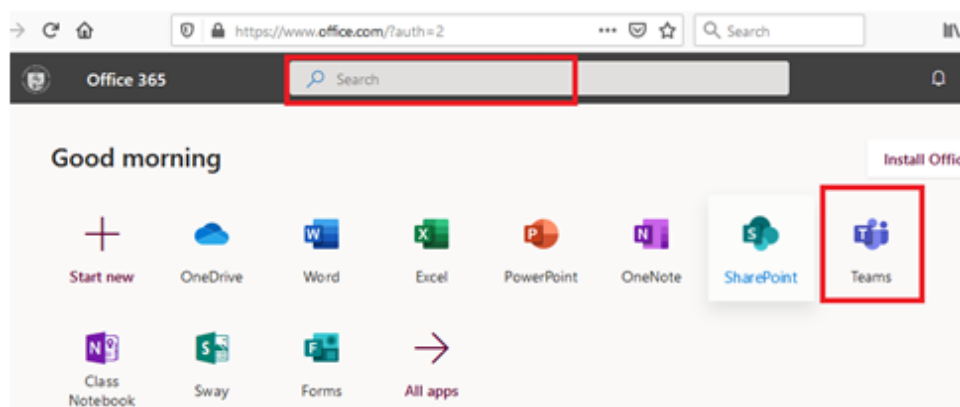 https://www.office.com/?auth=2 ... Search
Office 365 Search
Good morning
Install Offic
Start new OneDrive Word Excel PowerPoint OneNote SharePoint Teams
Class Notebook Sway Forms All apps